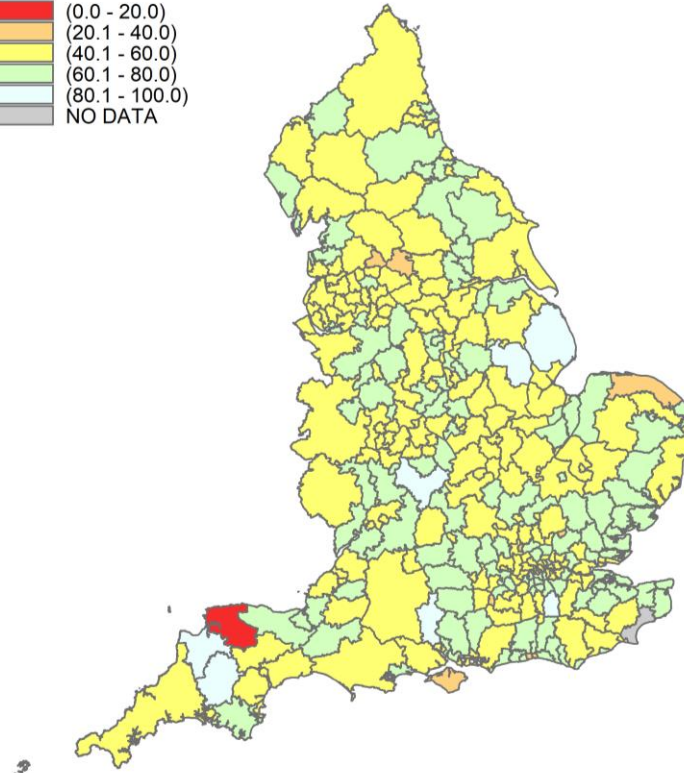 (0.0 - 20.0)
(20.1 - 40.0)
(40.1 - 60.0)
(60.1 - 80.0)
(80.1 - 100.0)
NO DATA